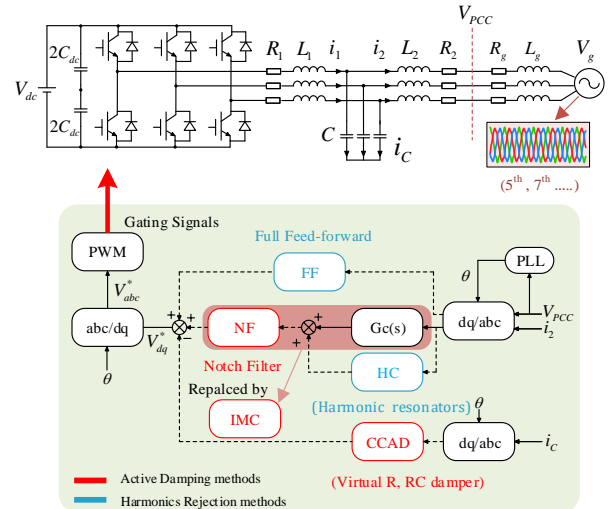 V_PCC
2C_dc
R_1 L_1 i_1 i_2 L_2 R_2 R_g L_g V_g
V_dc
2C_dc
C i_C
(5th , 7th .....)
Gating Signals
PWM
Full Feed-forward
FF
PLL
θ
V*_abc
V_PCC
abc/dq
V*_dq
+
+
−
NF
+
+
Gc(s)
dq/abc
i_2
θ
Notch Filter
HC
Repalced by
(Harmonic resonators)
IMC
θ
CCAD
dq/abc
i_C
Active Damping methods
(Virtual R, RC damper)
Harmonics Rejection methods